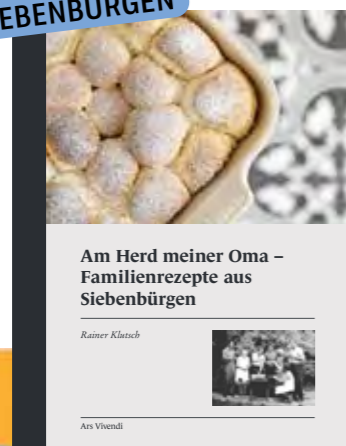 EBENBÜRGEN
Am Herd meiner Oma –
Familienrezepte aus
Siebenbürgen
Rainer Klutsch
Ars Vivendi